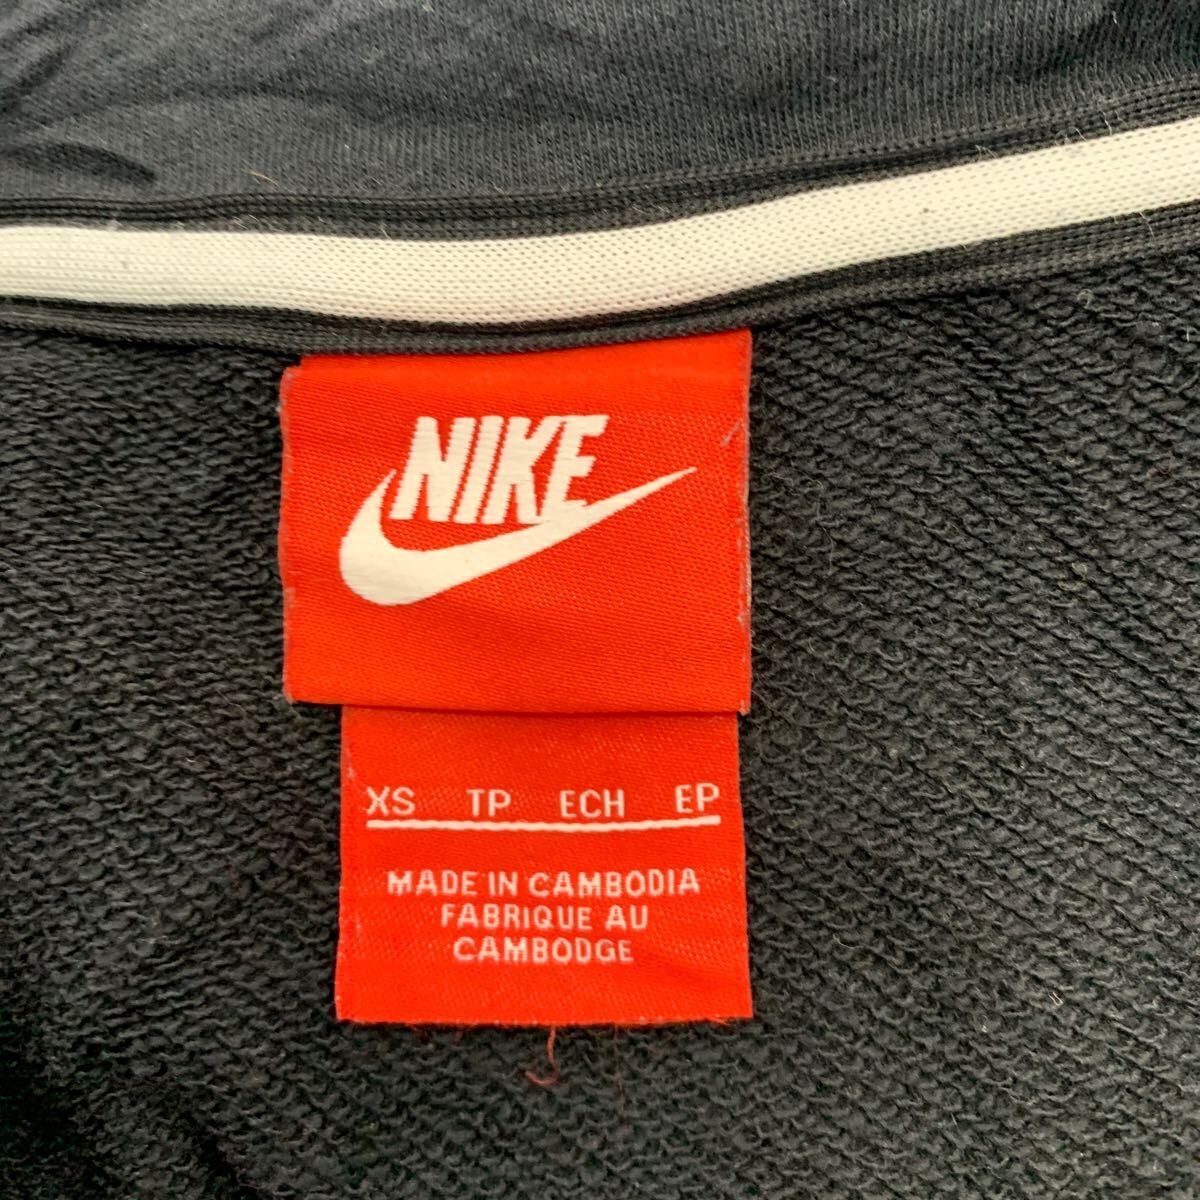 NIKE
XS TP ECH EP
MADE IN CAMBODIA
FABRIQUE AU
CAMBODGE